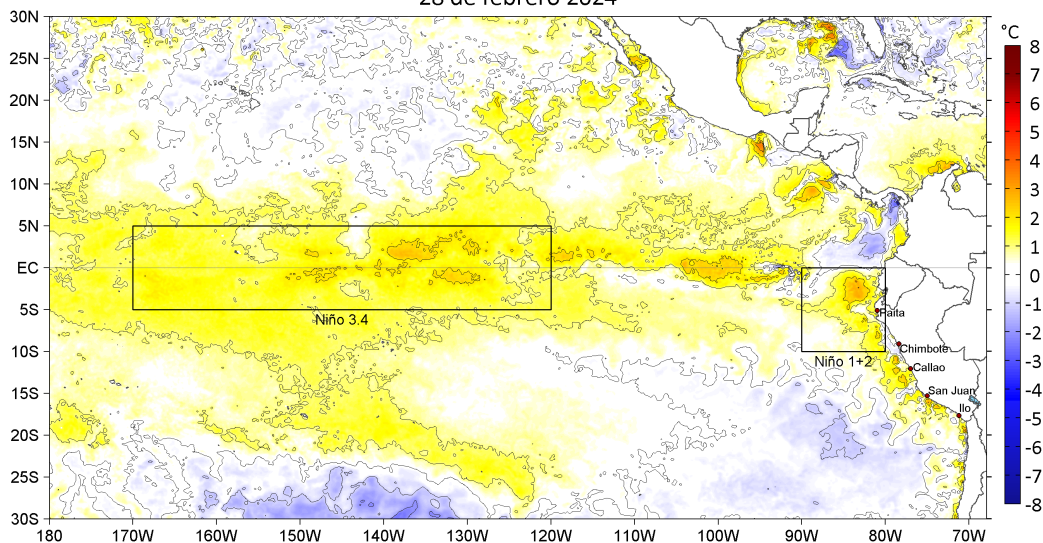 28 de febrero 2024
°C
30N
25N
20N
15N
10N
5N
EC
5S
10S
15S
20S
25S
30S
180
170W
160W
150W
140W
130W
120W
110W
100W
90W
80W
70W
Niño 3.4
Niño 1+2
Paita
Chimbote
Callao
San Juan
Ilo
8
7
6
5
4
3
2
1
0
-1
-2
-3
-4
-5
-6
-7
-8